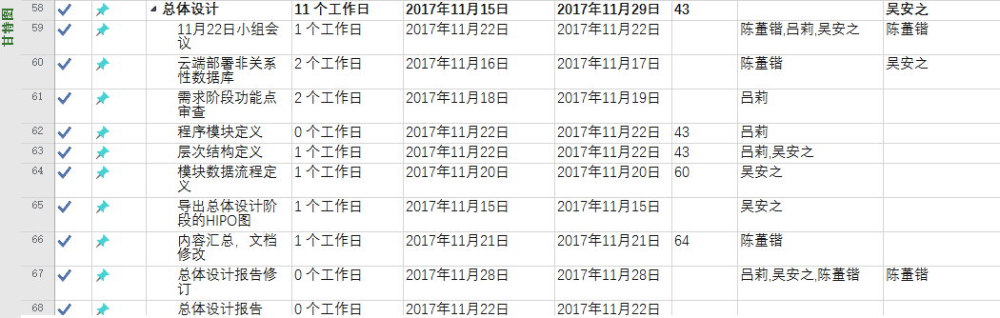 甘特图
58 总体设计 11 个工作日 2017年11月15日 2017年11月29日 43 吴安之
59 11月22日小组会 1 个工作日 2017年11月22日 2017年11月22日 陈董锴,吕莉,吴安之 陈董锴
议
60 云端部署非关系 2 个工作日 2017年11月16日 2017年11月17日 陈董锴 吴安之
性数据库
61 需求阶段功能点 2 个工作日 2017年11月18日 2017年11月19日 吕莉
审查
62 程序模块定义 0 个工作日 2017年11月22日 2017年11月22日 43 吕莉
63 层次结构定义 1 个工作日 2017年11月22日 2017年11月22日 43 吕莉,吴安之
64 模块数据流程定 1 个工作日 2017年11月20日 2017年11月20日 60 吴安之
义
65 导出总体设计阶 1 个工作日 2017年11月15日 2017年11月15日 吴安之
段的HIPO图
66 内容汇总，文档 1 个工作日 2017年11月21日 2017年11月21日 64 陈董锴
修改
67 总体设计报告修 0 个工作日 2017年11月28日 2017年11月28日 吕莉,吴安之,陈董锴 陈董锴
订
68 总体设计报告 0 个工作日 2017年11月22日 2017年11月22日